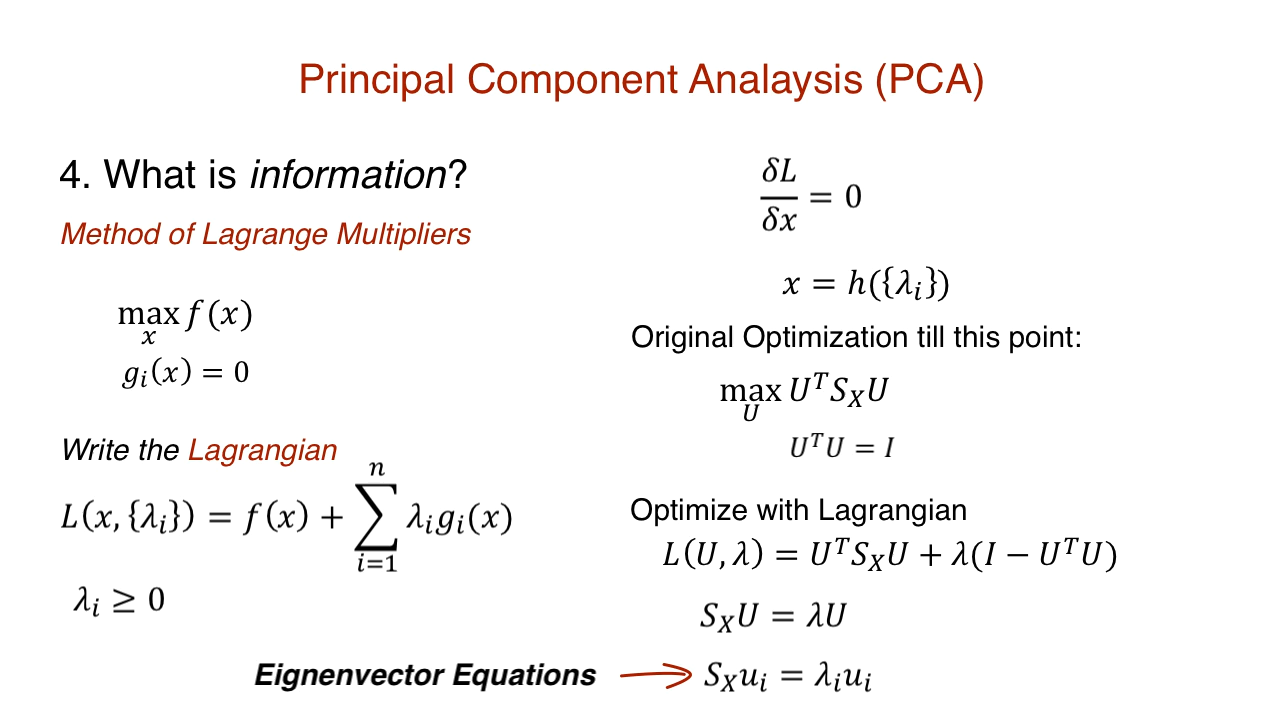 Principal Component Analaysis (PCA)
4. What is information?
Method of Lagrange Multipliers
max_x f(x)
g_i(x) = 0
Write the Lagrangian
L(x, {λ_i}) = f(x) + ∑_{i=1}^{n} λ_i g_i(x)
λ_i ≥ 0
δL/δx = 0
x = h({λ_i})
Original Optimization till this point:
max_U U^T S_X U
U^T U = I
Optimize with Lagrangian
L(U, λ) = U^T S_X U + λ(I − U^T U)
S_X U = λU
Eignenvector Equations → S_X u_i = λ_i u_i